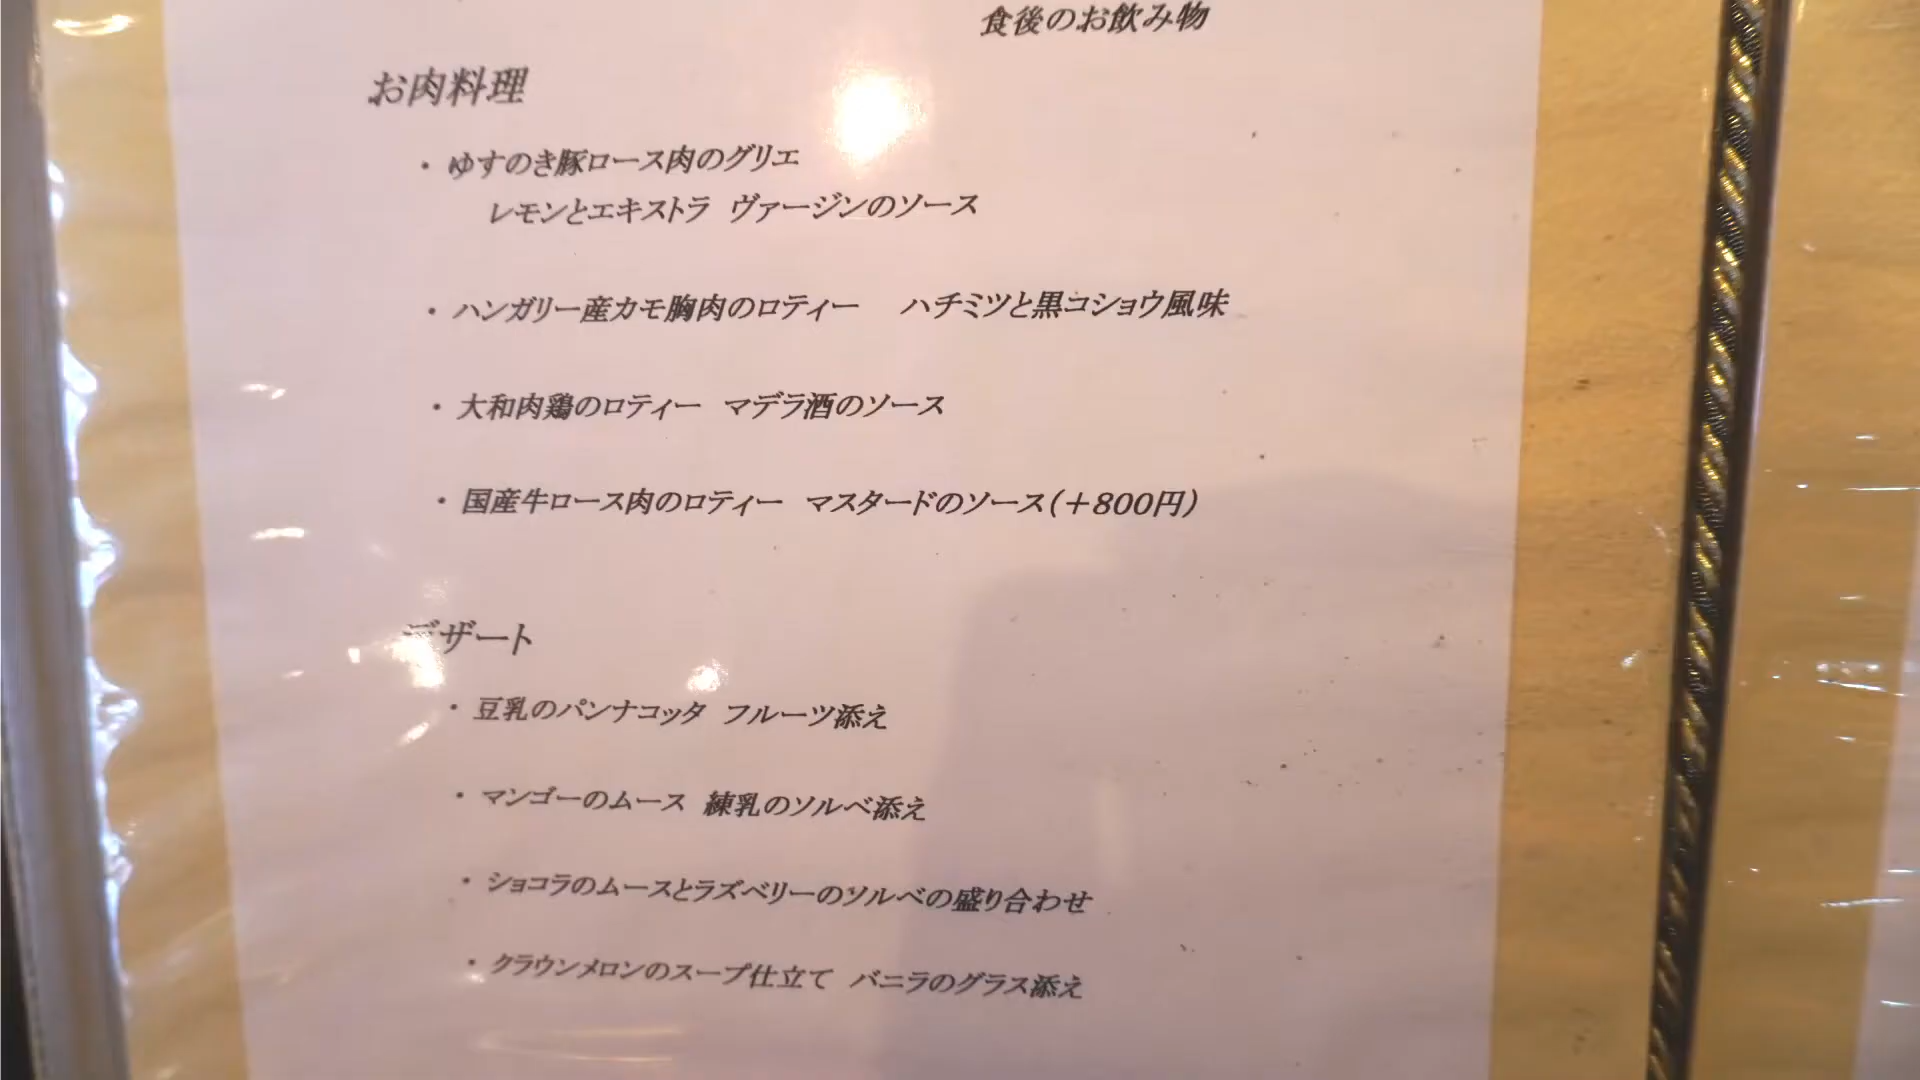 食後のお飲み物
お肉料理
・ゆすのき豚ロース肉のグリエ
レモンとエキストラ ヴァージンのソース
・ハンガリー産カモ胸肉のロティー ハチミツと黒コショウ風味
・大和肉鶏のロティー マデラ酒のソース
・国産牛ロース肉のロティー マスタードのソース(+800円)
デザート
・豆乳のパンナコッタ フルーツ添え
・マンゴーのムース 練乳のソルベ添え
・ショコラのムースとラズベリーのソルベの盛り合わせ
・クラウンメロンのスープ仕立て バニラのグラス添え